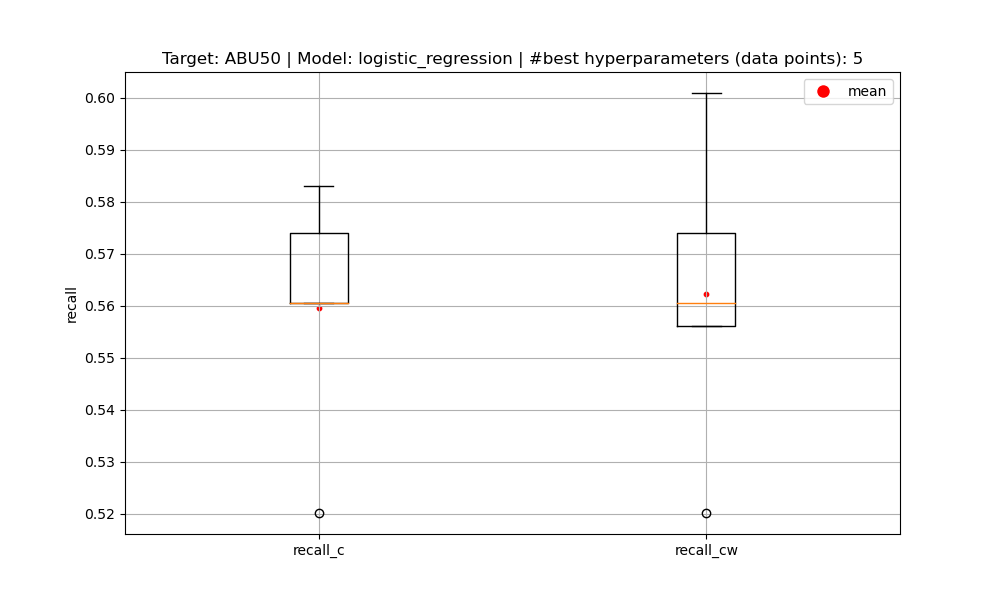 Target: ABU50 | Model: logistic_regression | #best hyperparameters (data points): 5
mean
0.60
0.59
0.58
0.57
0.56
0.55
0.54
0.53
0.52
recall
recall_c
recall_cw